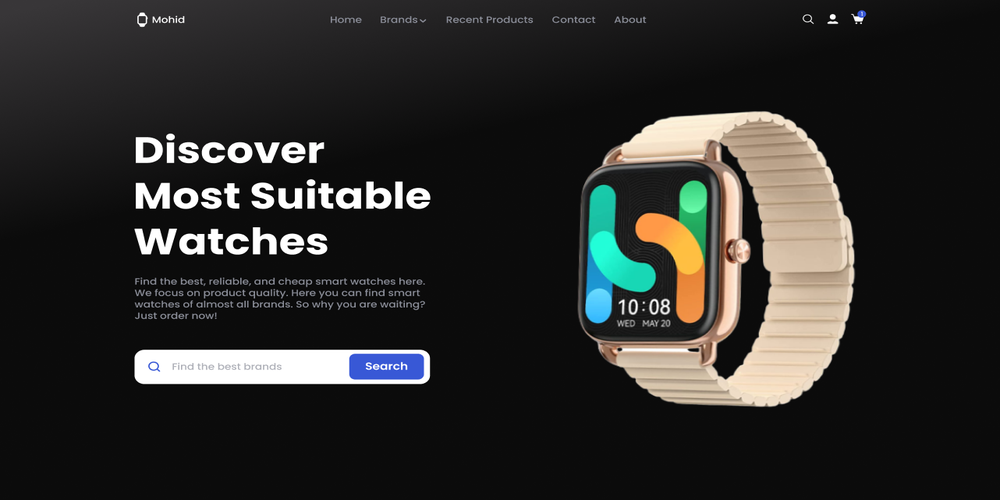 Mohid
Home Brands Recent Products Contact About
1
Discover
Most Suitable
Watches
Find the best, reliable, and cheap smart watches here.
We focus on product quality. Here you can find smart
watches of almost all brands. So why you are waiting?
Just order now!
Find the best brands Search
10:08
WED MAY 20